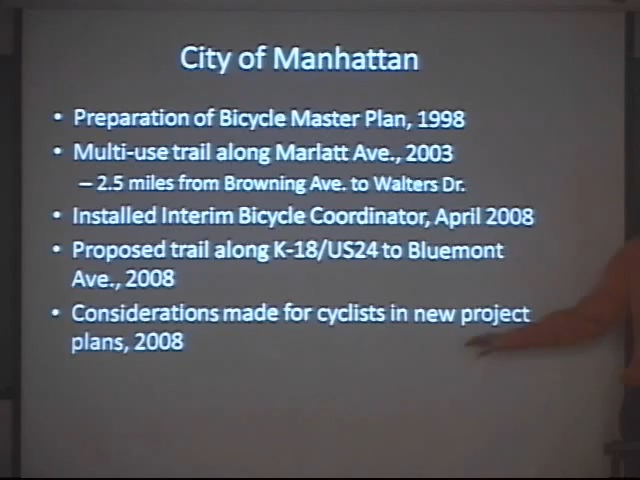 City of Manhattan
• Preparation of Bicycle Master Plan, 1998
• Multi-use trail along Marlatt Ave., 2003
– 2.5 miles from Browning Ave. to Walters Dr.
• Installed Interim Bicycle Coordinator, April 2008
• Proposed trail along K-18/US24 to Bluemont
Ave., 2008
• Considerations made for cyclists in new project
plans, 2008